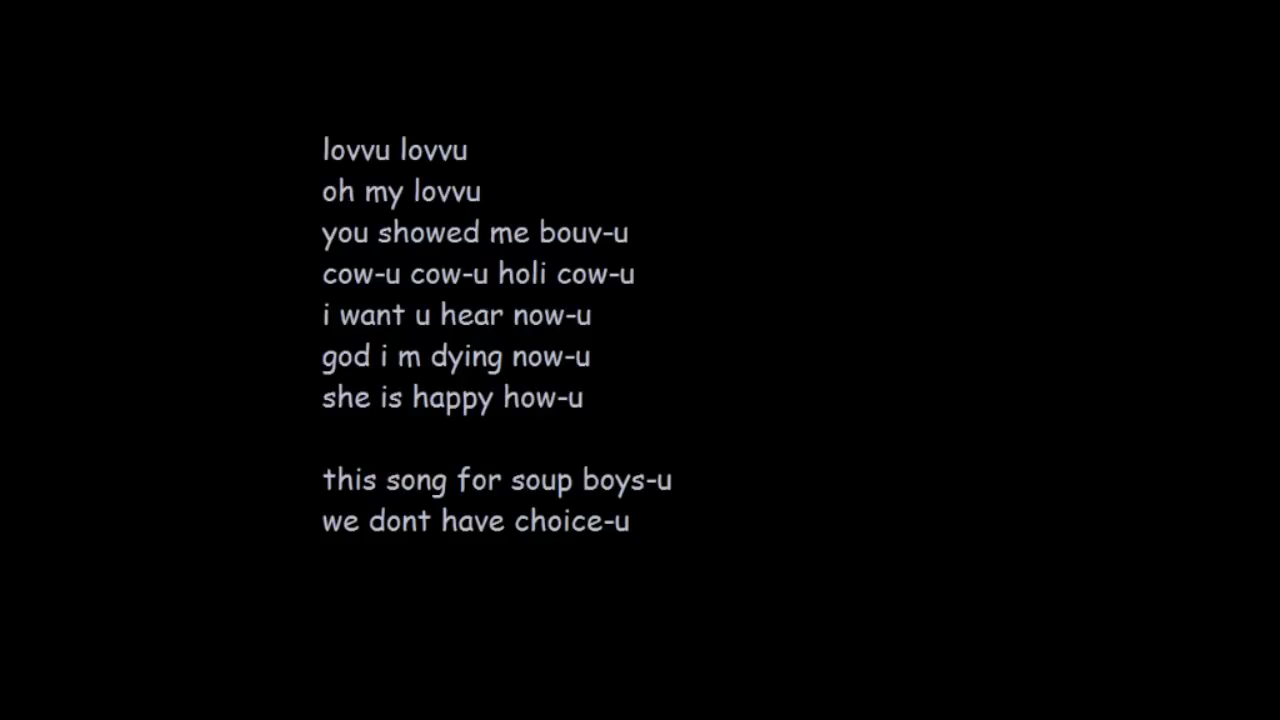 lovvu lovvu
oh my lovvu
you showed me bouv-u
cow-u cow-u holi cow-u
i want u hear now-u
god i m dying now-u
she is happy how-u
this song for soup boys-u
we dont have choice-u